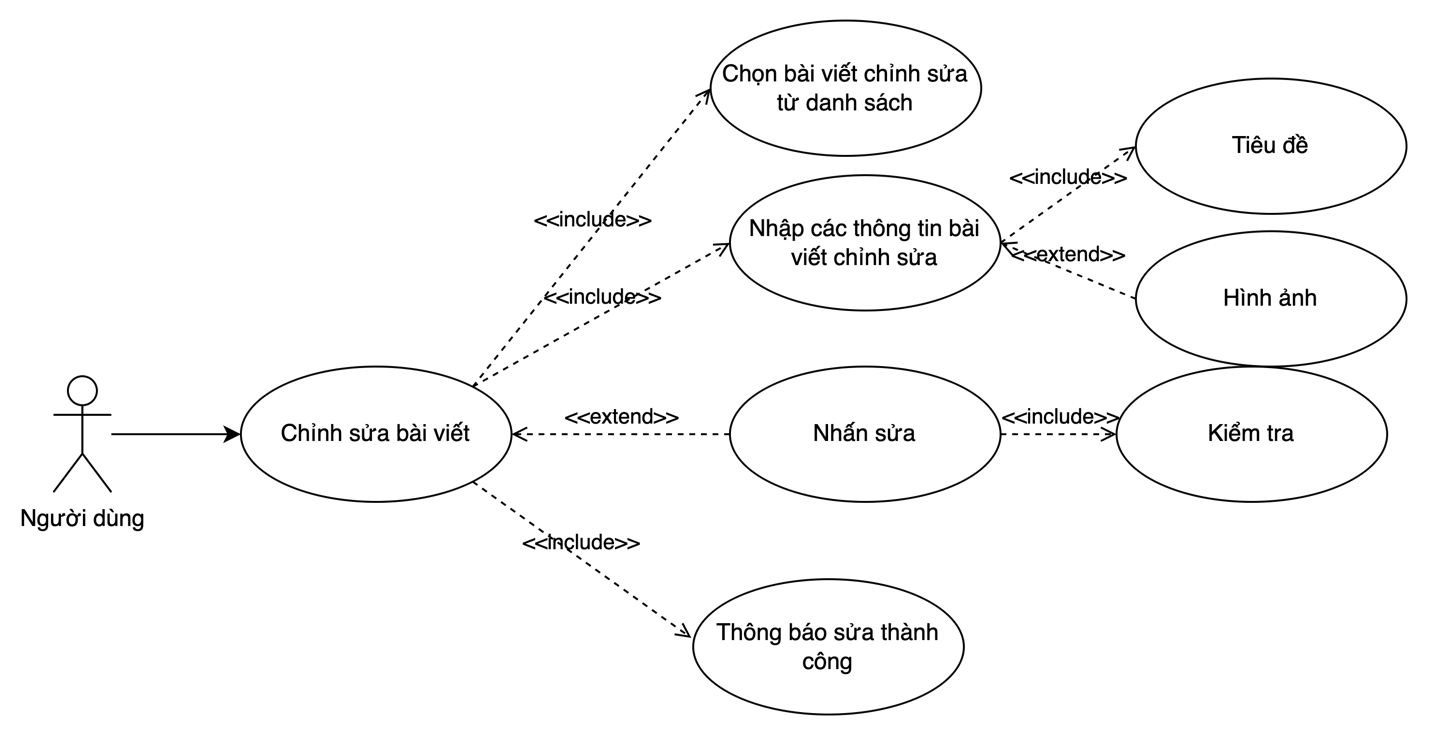 Chọn bài viết chỉnh sửa
từ danh sách
Tiêu đề
<<include>>
<<include>>
Nhập các thông tin bài
viết chỉnh sửa
<<extend>>
<<include>>
Hình ảnh
Chỉnh sửa bài viết
<<extend>>
Nhấn sửa
<<include>>
Kiểm tra
Người dùng
<<include>>
Thông báo sửa thành
công